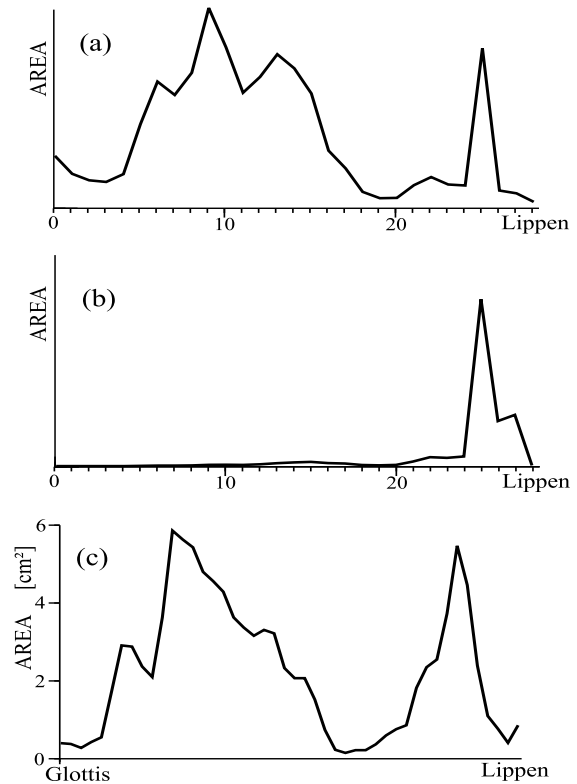 (a)
AREA
0 10 20 Lippen
(b)
AREA
0 10 20 Lippen
(c)
AREA [cm²]
6
4
2
0
Glottis Lippen